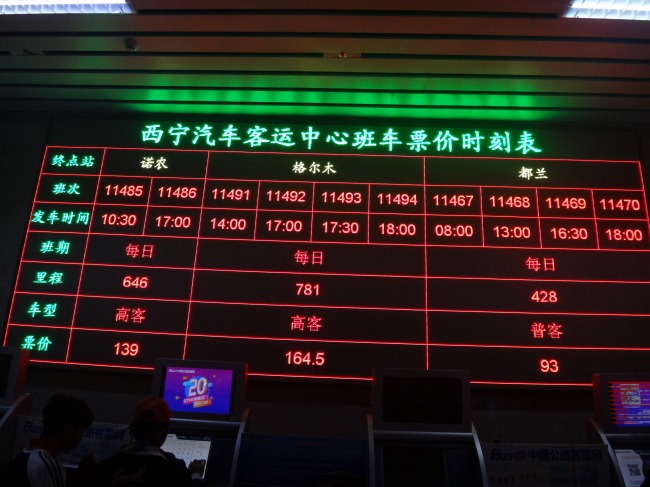 西宁汽车客运中心班车票价时刻表
终点站 诺农 格尔木 都兰
班次 11485 11486 11491 11492 11493 11494 11467 11468 11469 11470
发车时间 10:30 17:00 14:00 17:00 17:30 18:00 08:00 13:00 16:30 18:00
班期 每日 每日 每日
里程 646 781 428
车型 高客 高客 普客
票价 139 164.5 93
20